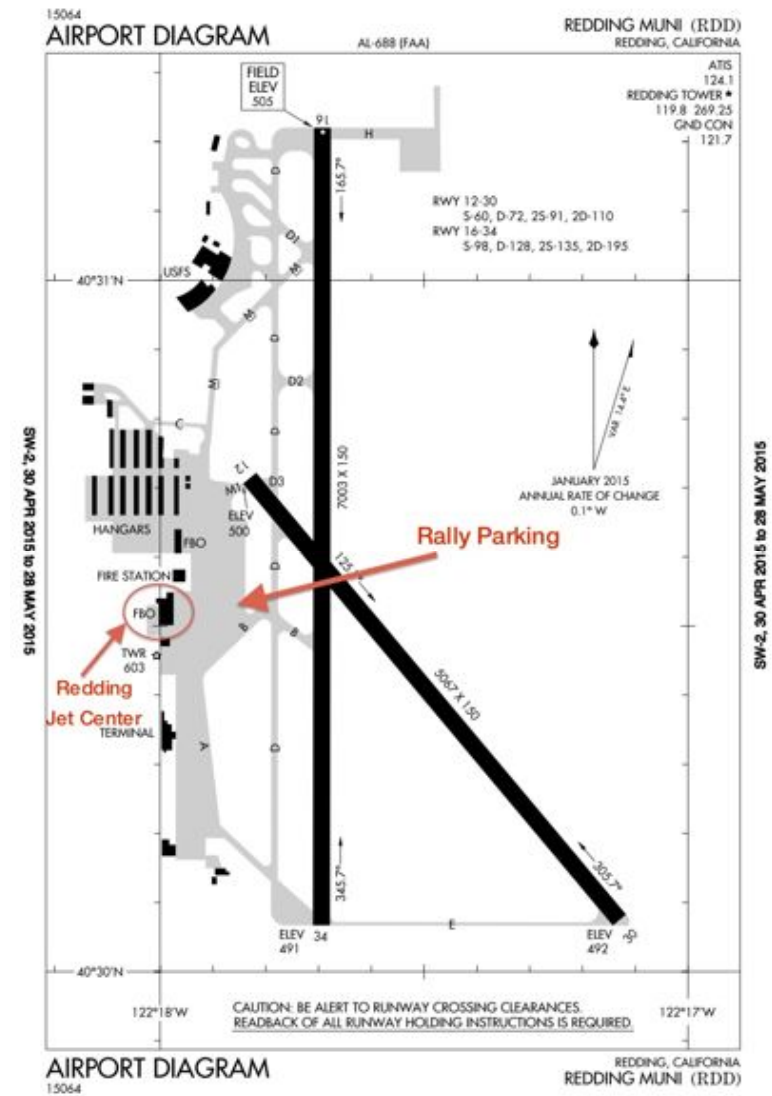 15064
AIRPORT DIAGRAM
AL-688 (FAA)
REDDING MUNI (RDD)
REDDING, CALIFORNIA
ATIS
124.1
REDDING TOWER ★
119.8 269.25
GND CON
121.7
FIELD
ELEV
505
16
H
D
165.7°
RWY 12-30
S-60, D-72, 2S-91, 2D-110
RWY 16-34
S-98, D-128, 2S-135, 2D-195
D1
W
USFS
40°31'N
W
D
D2
W
VAR 14.4° E
C
D
7003 X 150
JANUARY 2015
ANNUAL RATE OF CHANGE
0.1° W
12
D3
ELEV
500
HANGARS
FBO
Rally Parking
D
FIRE STATION
FBO
B
B
TWR
603
Redding
Jet Center
TERMINAL
A
D
5067 X 150
345.7°
305.7°
E
ELEV
491
34
ELEV
492
30
40°30'N
122°18'W
122°17'W
CAUTION: BE ALERT TO RUNWAY CROSSING CLEARANCES.
READBACK OF ALL RUNWAY HOLDING INSTRUCTIONS IS REQUIRED.
SW-2, 30 APR 2015 to 28 MAY 2015
SW-2, 30 APR 2015 to 28 MAY 2015
AIRPORT DIAGRAM
15064
REDDING, CALIFORNIA
REDDING MUNI (RDD)